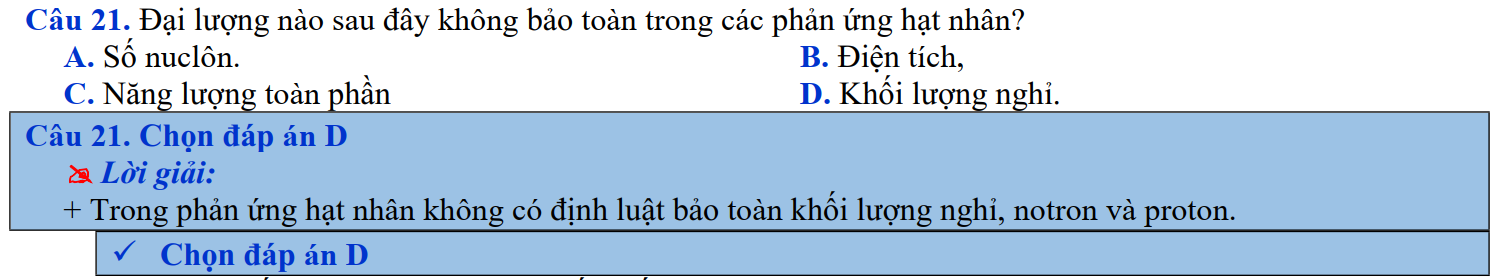 Câu 21. Đại lượng nào sau đây không bảo toàn trong các phản ứng hạt nhân?
A. Số nuclôn. B. Điện tích,
C. Năng lượng toàn phần D. Khối lượng nghỉ.
Câu 21. Chọn đáp án D
Lời giải:
+ Trong phản ứng hạt nhân không có định luật bảo toàn khối lượng nghỉ, notron và proton.
✓ Chọn đáp án D